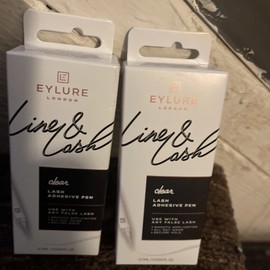 EYLURE
LONDON
Line &
Lash
clear
LASH
ADHESIVE PEN
USE WITH
ANY FALSE LASH
EYLURE
LONDON
Line &
Lash
clear
LASH
ADHESIVE PEN
USE WITH
ANY FALSE LASH